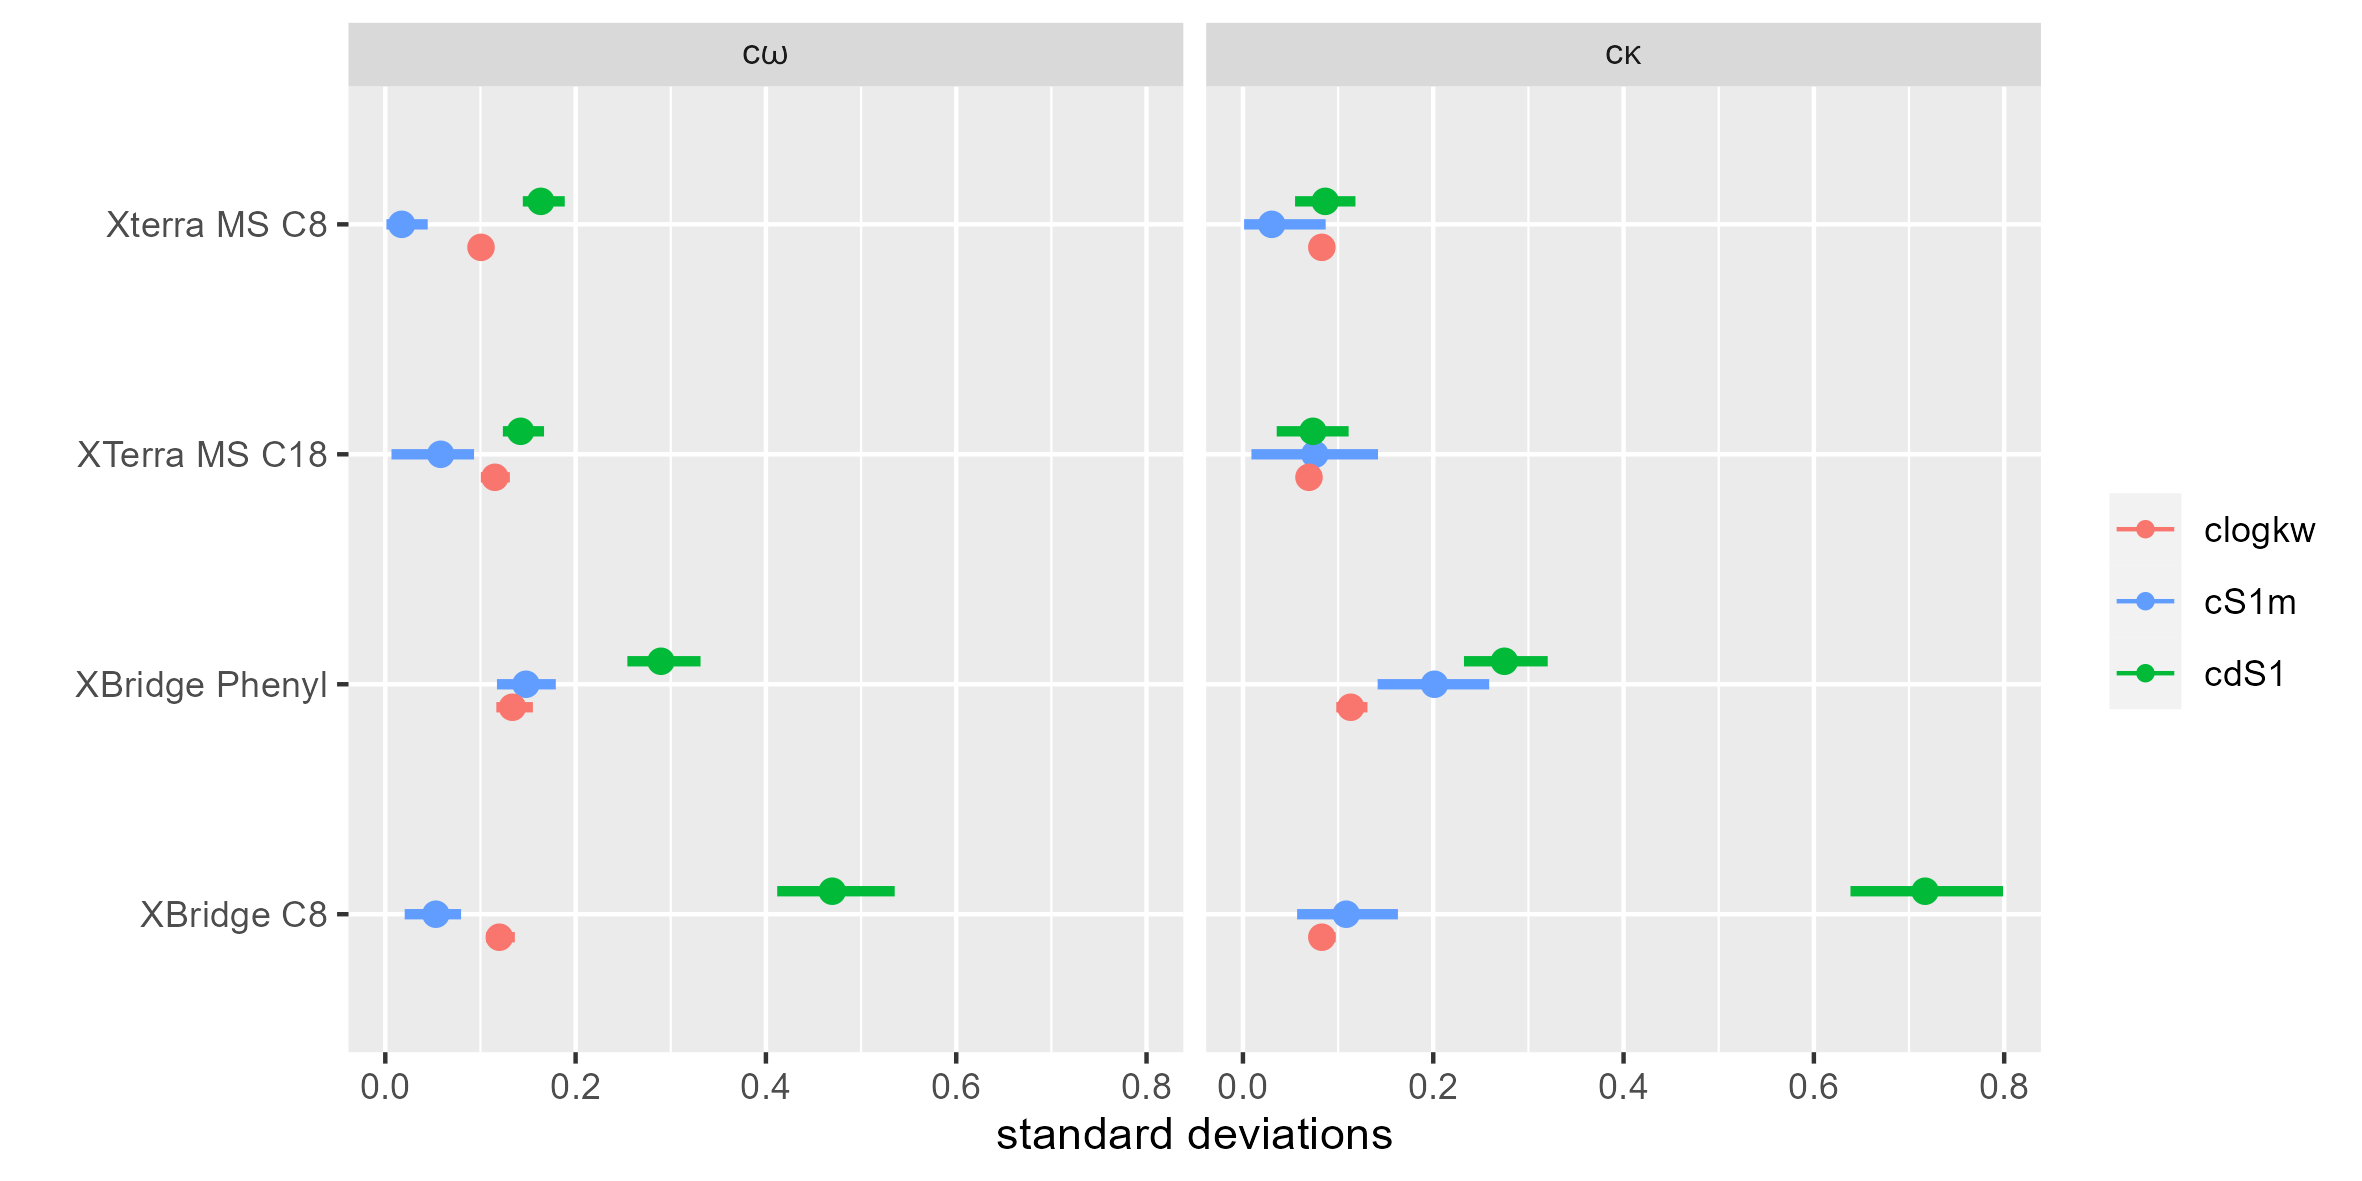 cω cκ
Xterra MS C8
XTerra MS C18
XBridge Phenyl
XBridge C8
0.0 0.2 0.4 0.6 0.8 0.0 0.2 0.4 0.6 0.8
standard deviations
clogkw
cS1m
cdS1